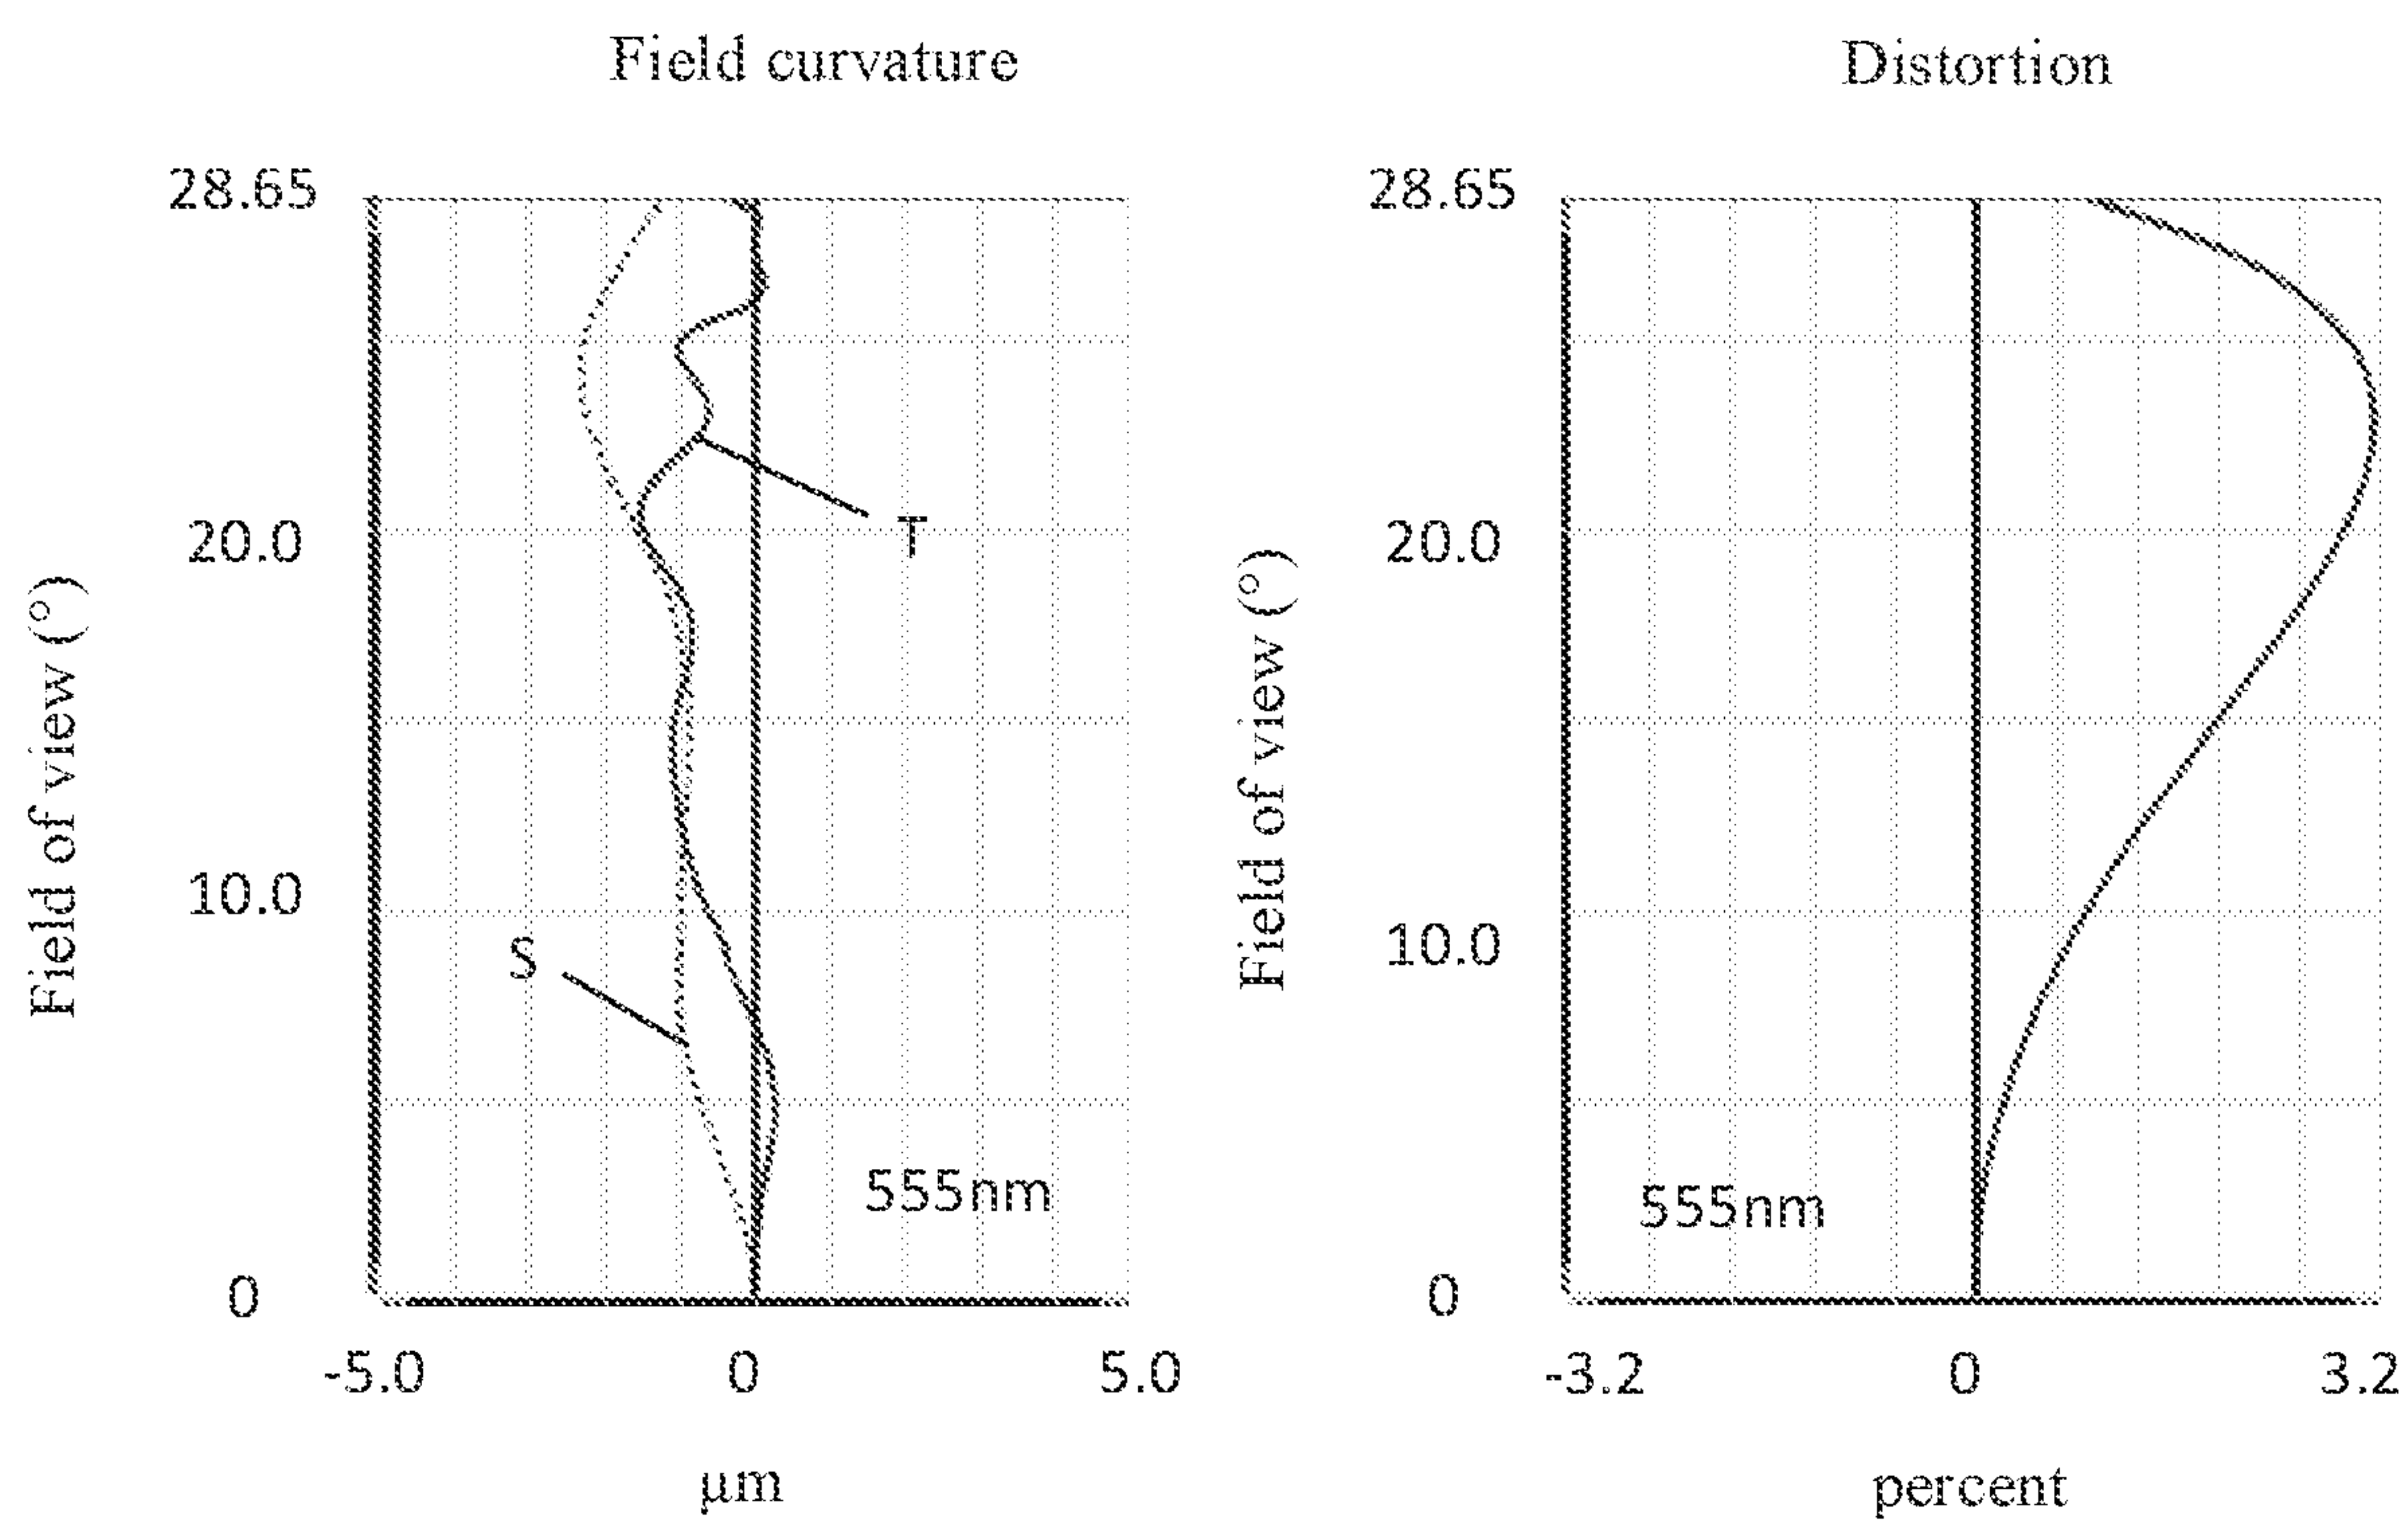 Field curvature
28.65
20.0
10.0
0
Field of view (°)
T
S
555nm
-5.0 0 5.0
µm
Distortion
28.65
20.0
10.0
0
Field of view (°)
555nm
-3.2 0 3.2
percent